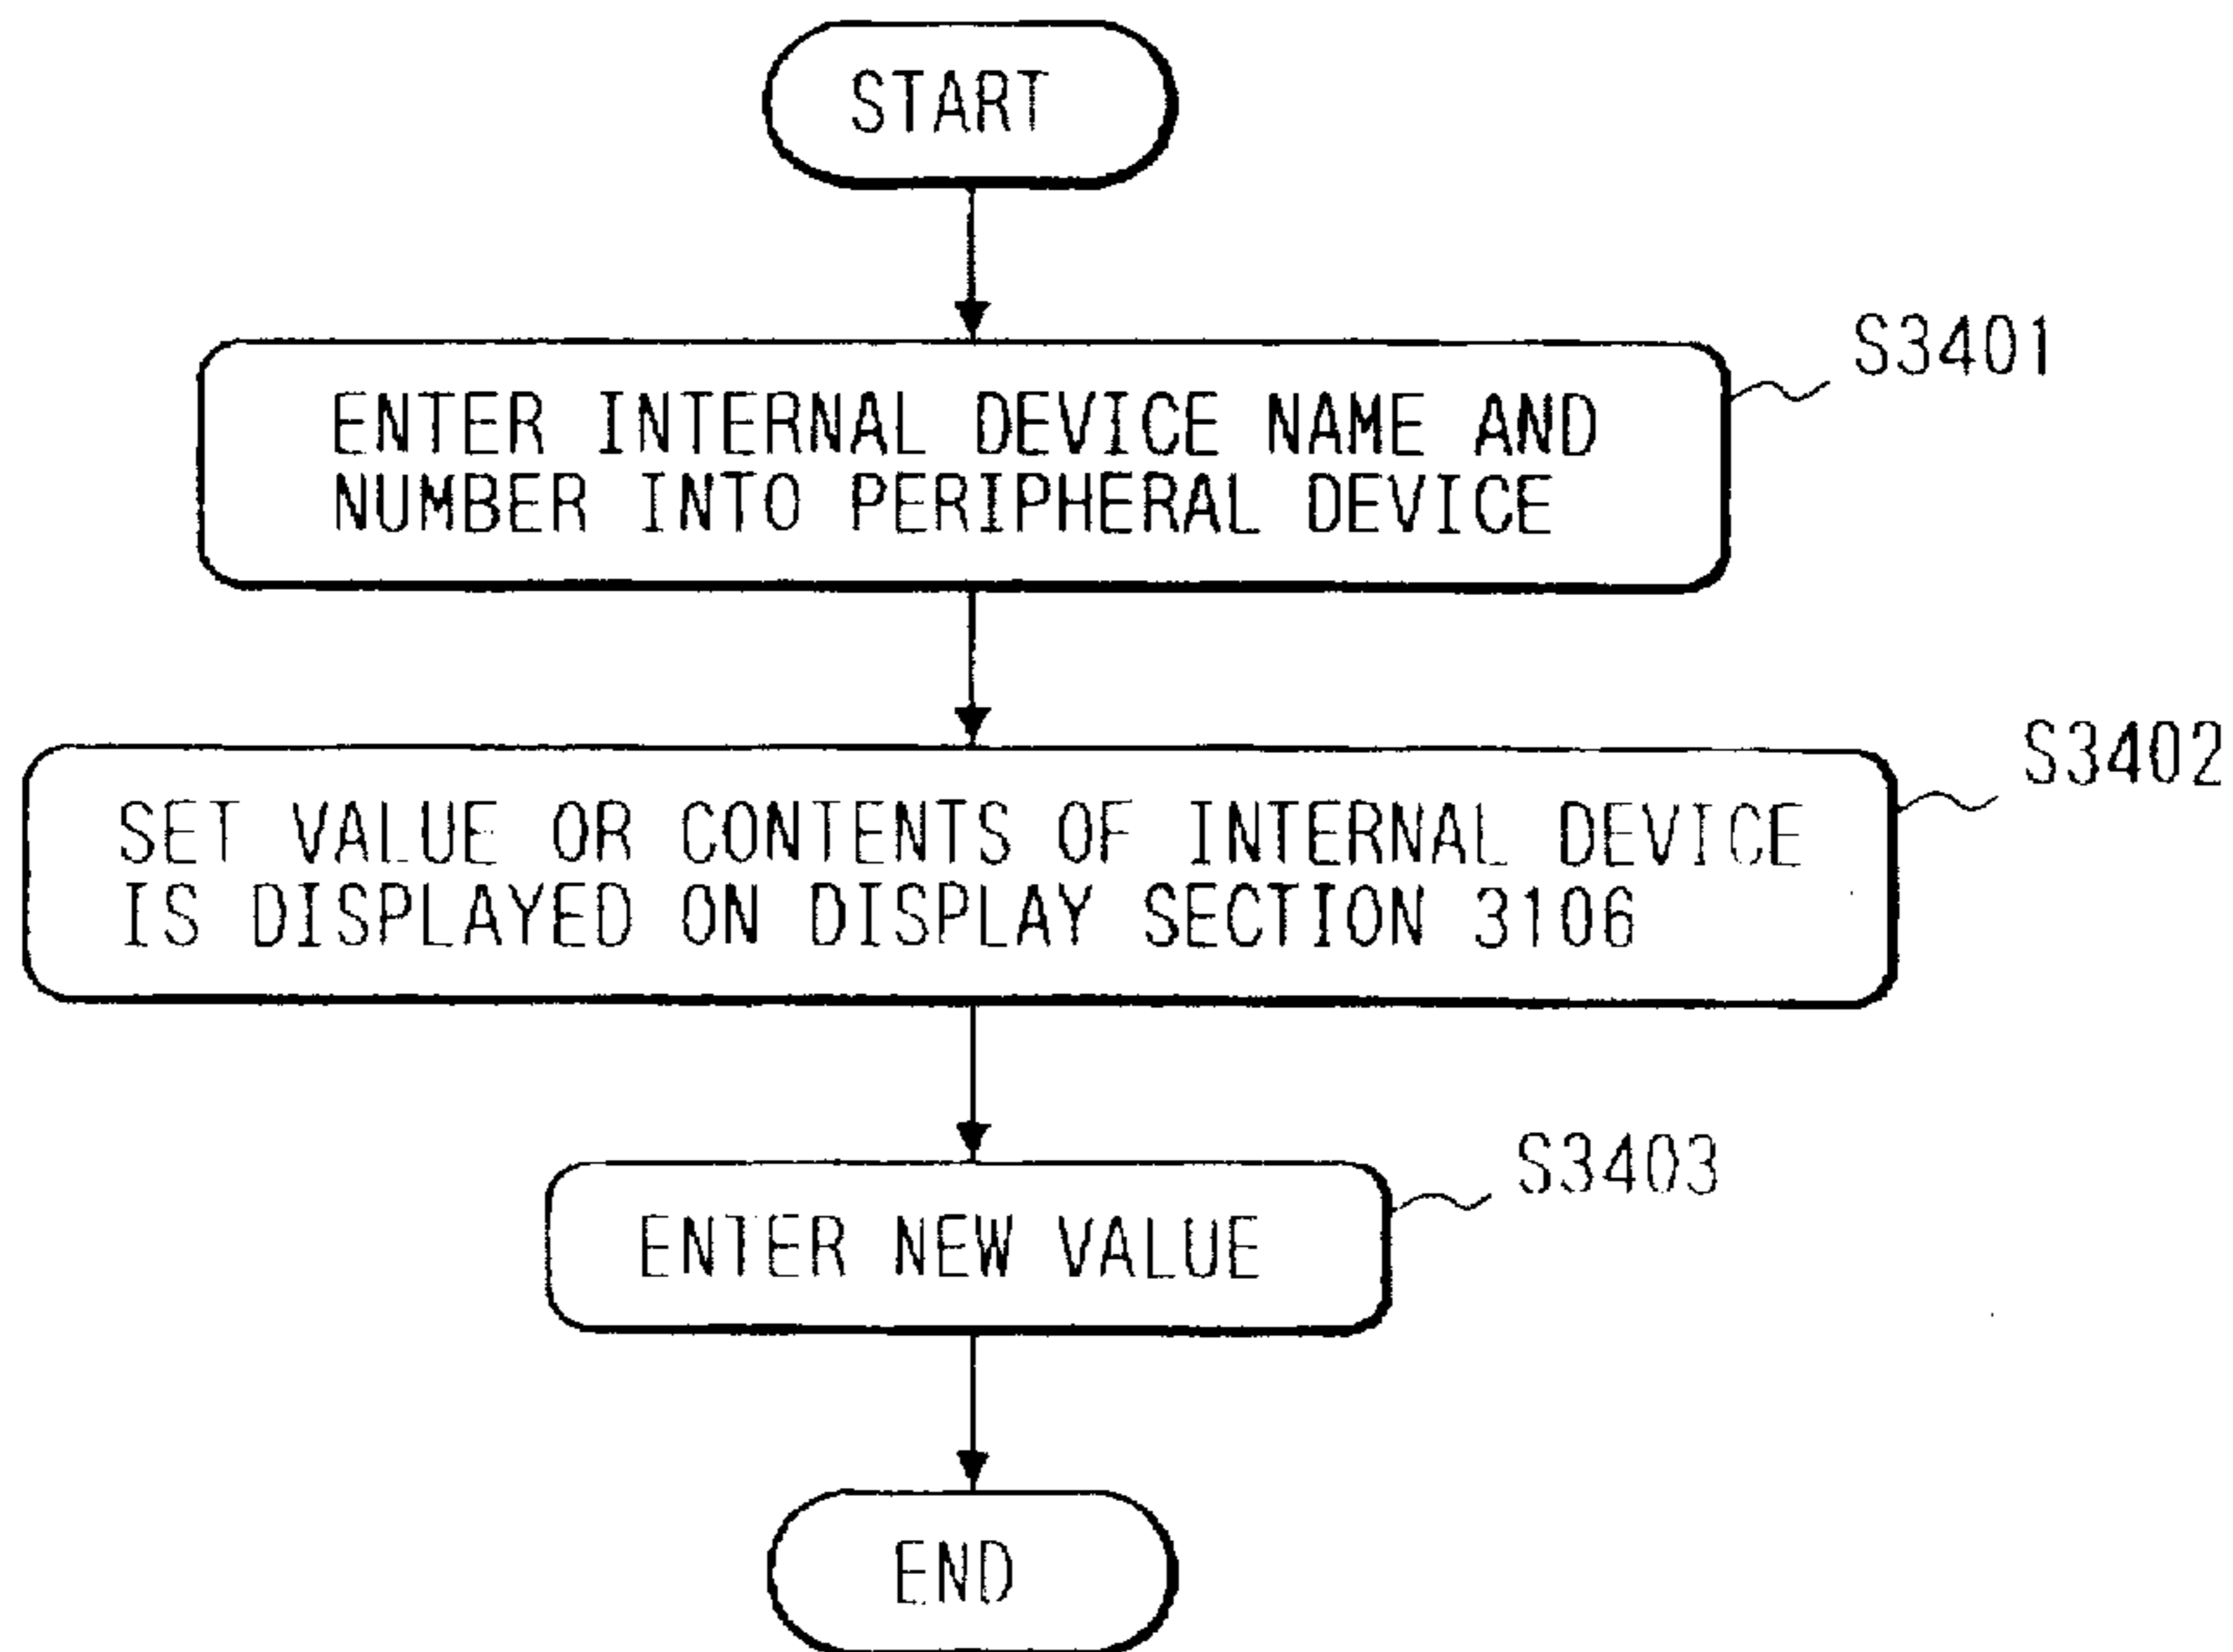 START
S3401
ENTER INTERNAL DEVICE NAME AND
NUMBER INTO PERIPHERAL DEVICE
S3402
SET VALUE OR CONTENTS OF INTERNAL DEVICE
IS DISPLAYED ON DISPLAY SECTION 3106
S3403
ENTER NEW VALUE
END